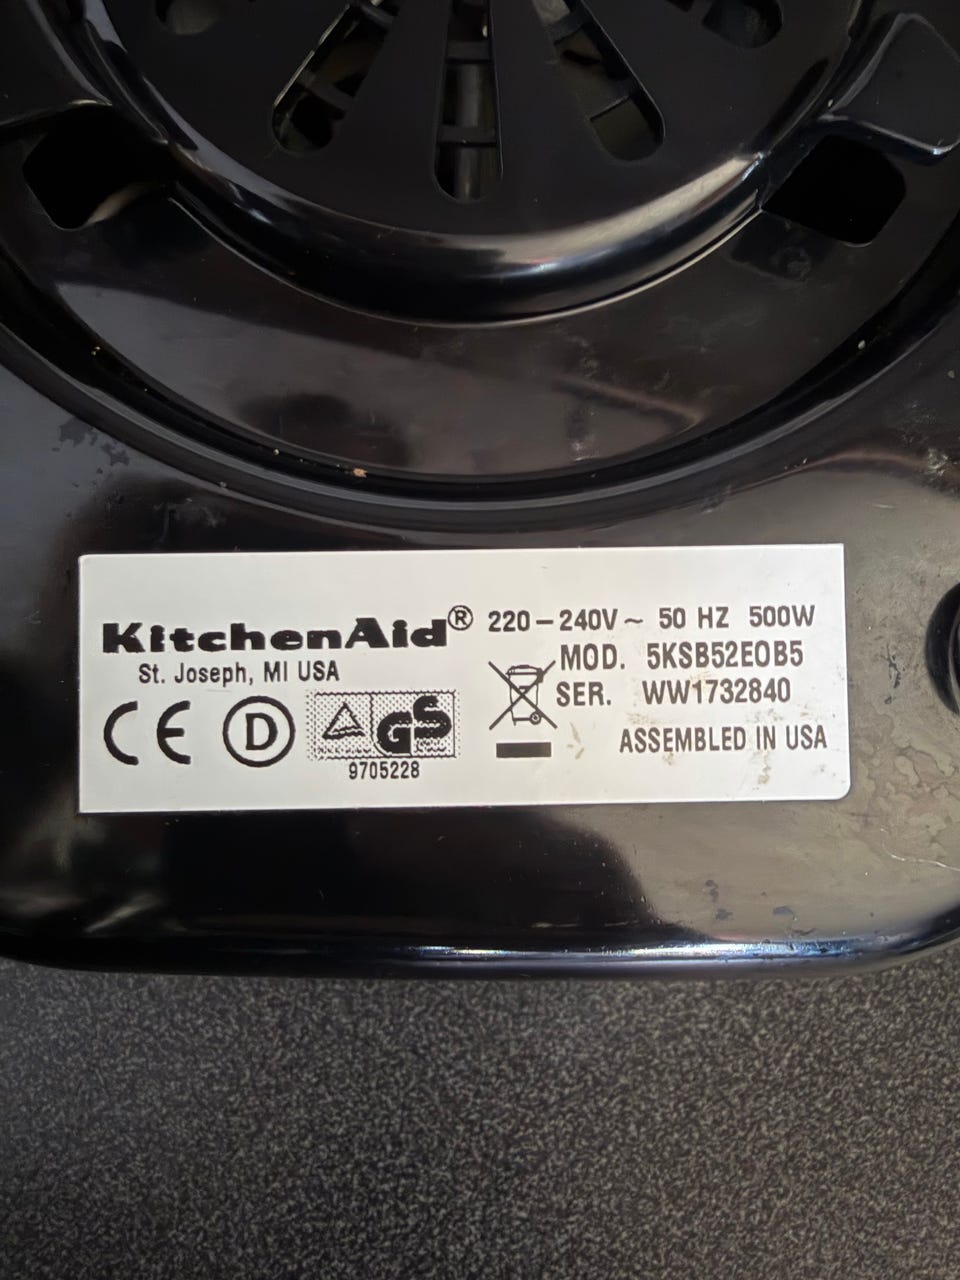 KitchenAid®
St. Joseph, MI USA
CE D GS
9705228
220-240V~ 50 HZ 500W
MOD. 5KSB52EOB5
SER. WW1732840
ASSEMBLED IN USA